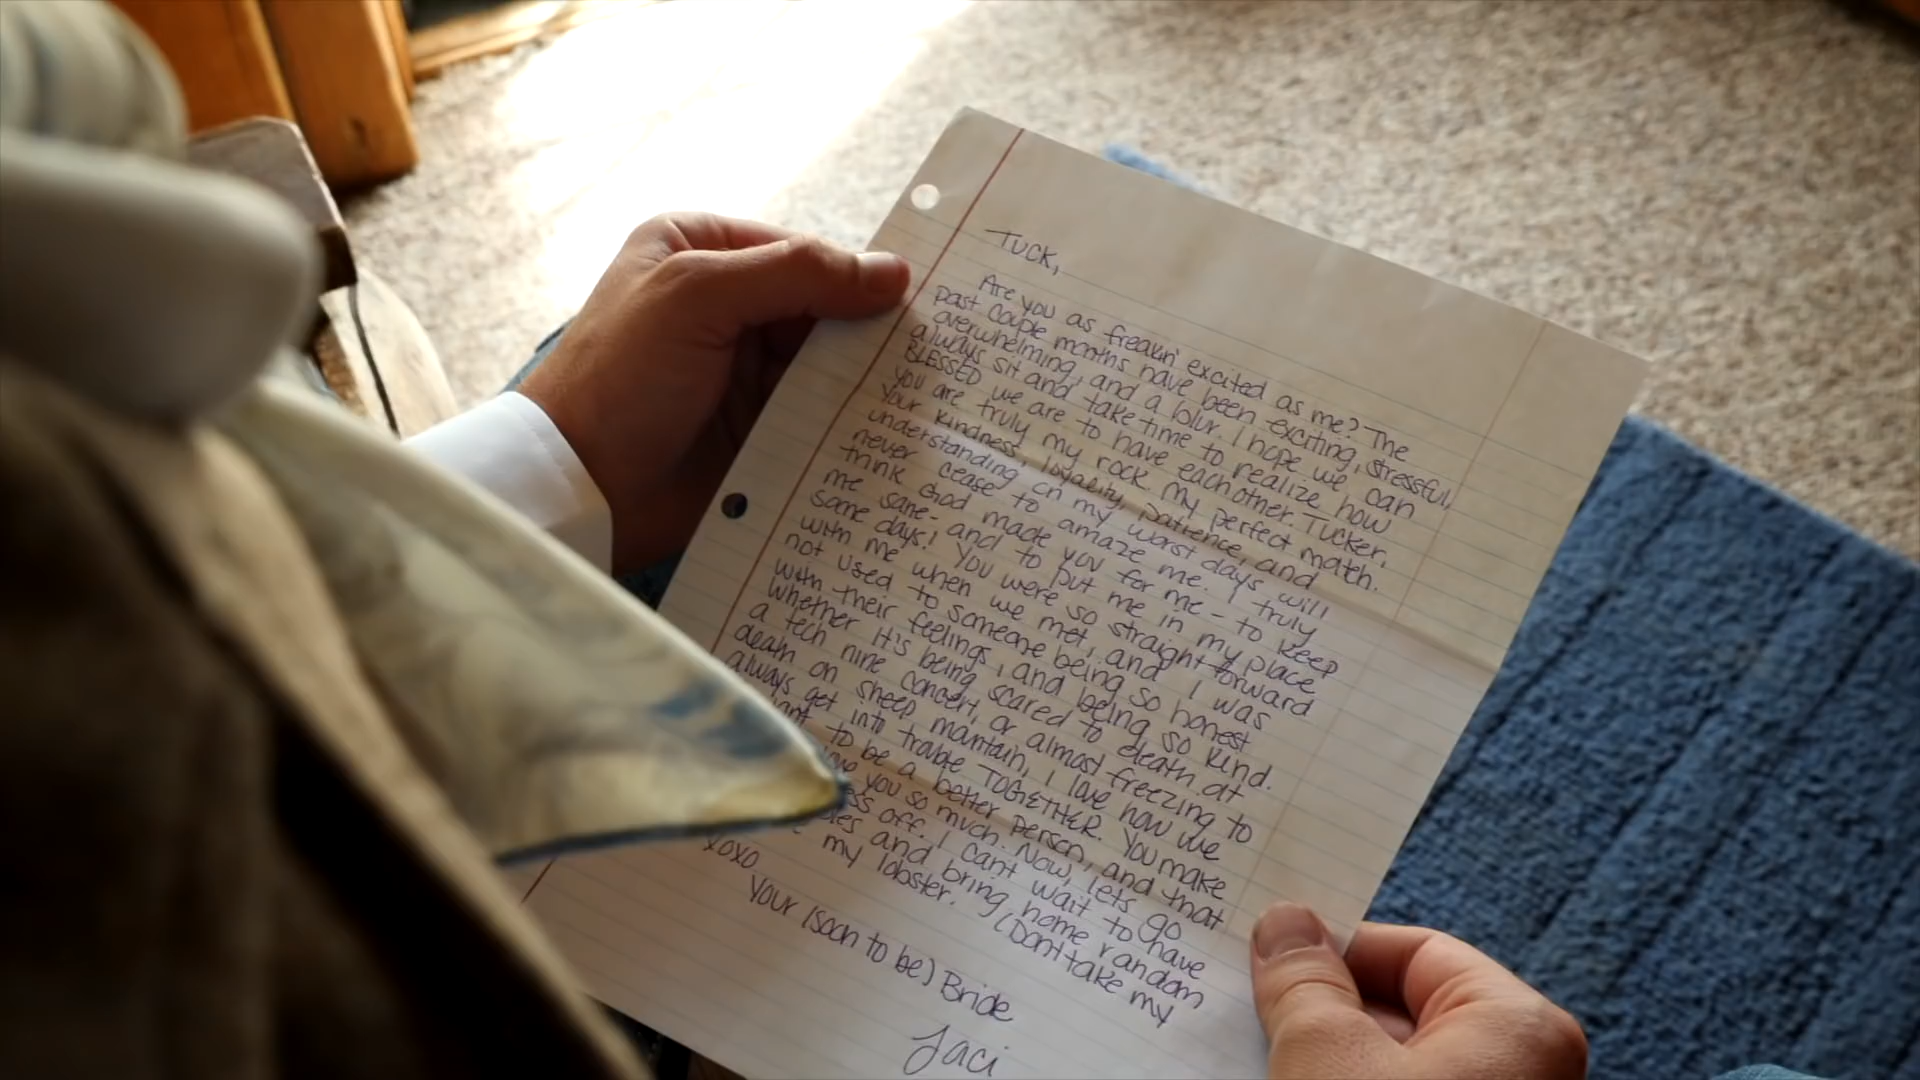 TUCK,
Are you as freakin' excited as me? The
past couple months have been exciting, stressful,
overwhelming, and a blur. I hope we can
always sit and take time to realize how
BLESSED we are to have eachother. Tucker,
you are truly my rock. My perfect match.
Your kindness, loyality, patience, and
understanding on my worst days will
never cease to amaze me. I truly
think God made you for me - to keep
me sane - and to put me in my place
some days! You were so straight forward
with me when we met, and I was
not used to someone being so honest
with their feelings, and being so kind.
Whether it's being scared to death at
a tech nine concert, or almost freezing to
death on sheep mantain, I love how we
always get into trouble TOGETHER. You make
to be a better person, and that
you so much. Now, lets go
off. I can't wait to have
and bring home random
my lobster. (Dont take my
XOXO
Your (soon to be) Bride
Jaci